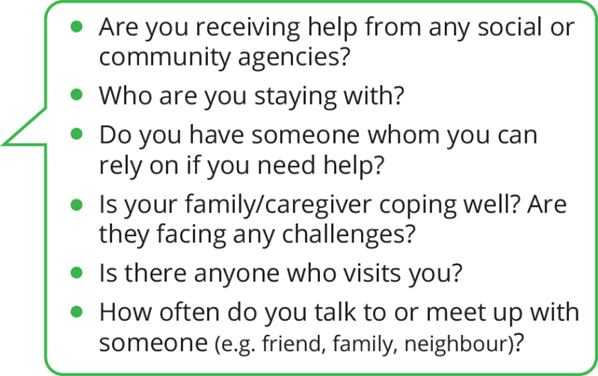 • Are you receiving help from any social or
community agencies?
• Who are you staying with?
• Do you have someone whom you can
rely on if you need help?
• Is your family/caregiver coping well? Are
they facing any challenges?
• Is there anyone who visits you?
• How often do you talk to or meet up with
someone (e.g. friend, family, neighbour)?